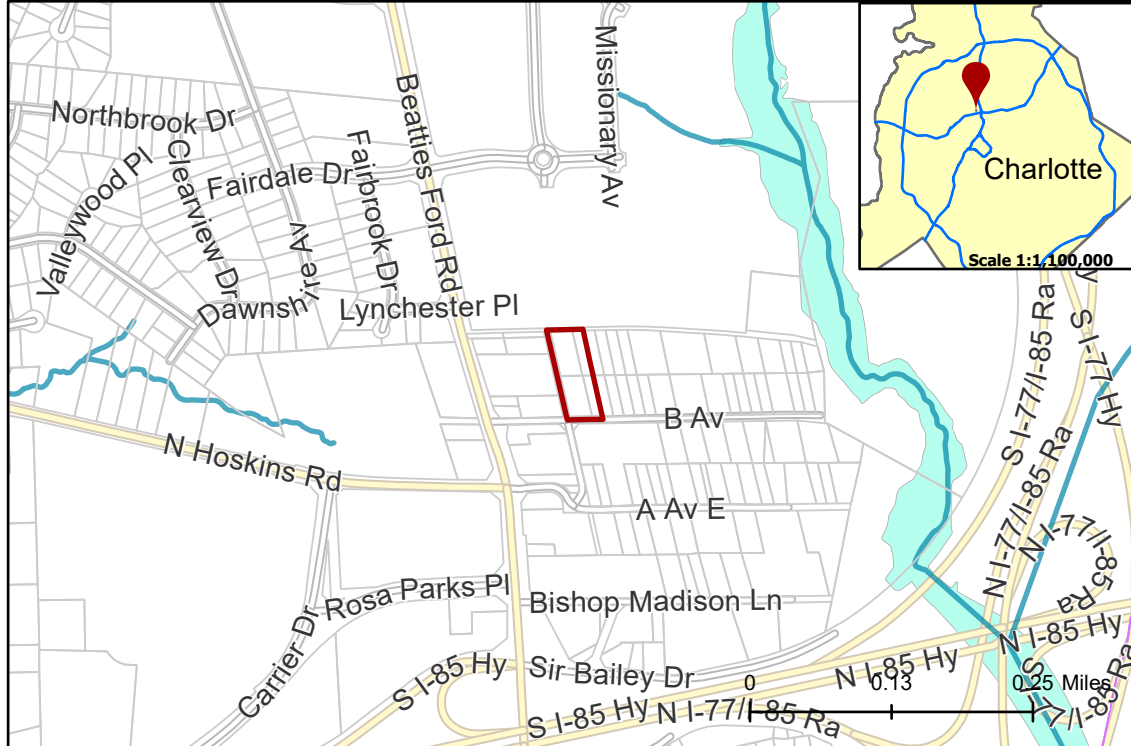 Northbrook Dr
Valleywood Pl
Clearview Dr
Fairdale Dr
Dawnshire Av
Fairbrook Dr
Lynchester Pl
Beatties Ford Rd
Missionary Av
Charlotte
Scale 1:1,100,000
N Hoskins Rd
B Av
A Av E
Rosa Parks Pl
Bishop Madison Ln
Carrier Dr
S I-85 Hy
Sir Bailey Dr
S I-85 Hy
N I-77/I-85 Ra
N I-85 Hy
N I-85 Hy
S I-77/I-85 Ra
N I-77/I-85 Ra
N I-77/I-85 Ra
S I-77 Hy
0
0.13
0.25 Miles